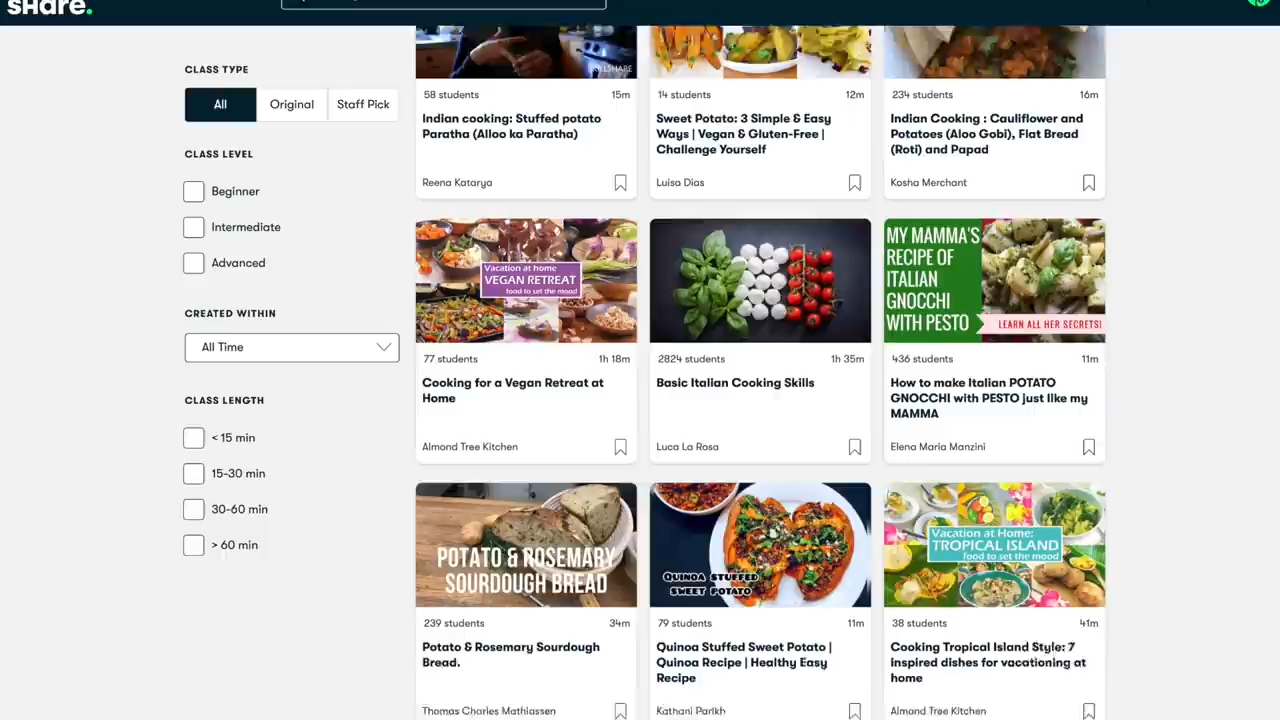 SHare.
CLASS TYPE
All
Original
Staff Pick
CLASS LEVEL
Beginner
Intermediate
Advanced
CREATED WITHIN
All Time
CLASS LENGTH
< 15 min
15-30 min
30-60 min
> 60 min
SKILLSHARE
58 students
15m
Indian cooking: Stuffed potato
Paratha (Alloo ka Paratha)
Reena Katarya
14 students
12m
Sweet Potato: 3 Simple & Easy
Ways | Vegan & Gluten-Free |
Challenge Yourself
Luisa Dias
234 students
16m
Indian Cooking : Cauliflower and
Potatoes (Aloo Gobi), Flat Bread
(Roti) and Papad
Kosha Merchant
Vacation at home
VEGAN RETREAT
food to set the mood
77 students
1h 18m
Cooking for a Vegan Retreat at
Home
Almond Tree Kitchen
2824 students
1h 35m
Basic Italian Cooking Skills
Luca La Rosa
MY MAMMA'S
RECIPE OF
ITALIAN
GNOCCHI
WITH PESTO
LEARN ALL HER SECRETS!
436 students
11m
How to make Italian POTATO
GNOCCHI with PESTO just like my
MAMMA
Elena Maria Manzini
POTATO & ROSEMARY
SOURDOUGH BREAD
239 students
34m
Potato & Rosemary Sourdough
Bread.
Thomas Charles Mathiassen
QUINOA STUFFED
SWEET POTATO
79 students
11m
Quinoa Stuffed Sweet Potato |
Quinoa Recipe | Healthy Easy
Recipe
Kathani Parikh
Vacation at Home:
TROPICAL ISLAND
food to set the mood
38 students
41m
Cooking Tropical Island Style: 7
inspired dishes for vacationing at
home
Almond Tree Kitchen